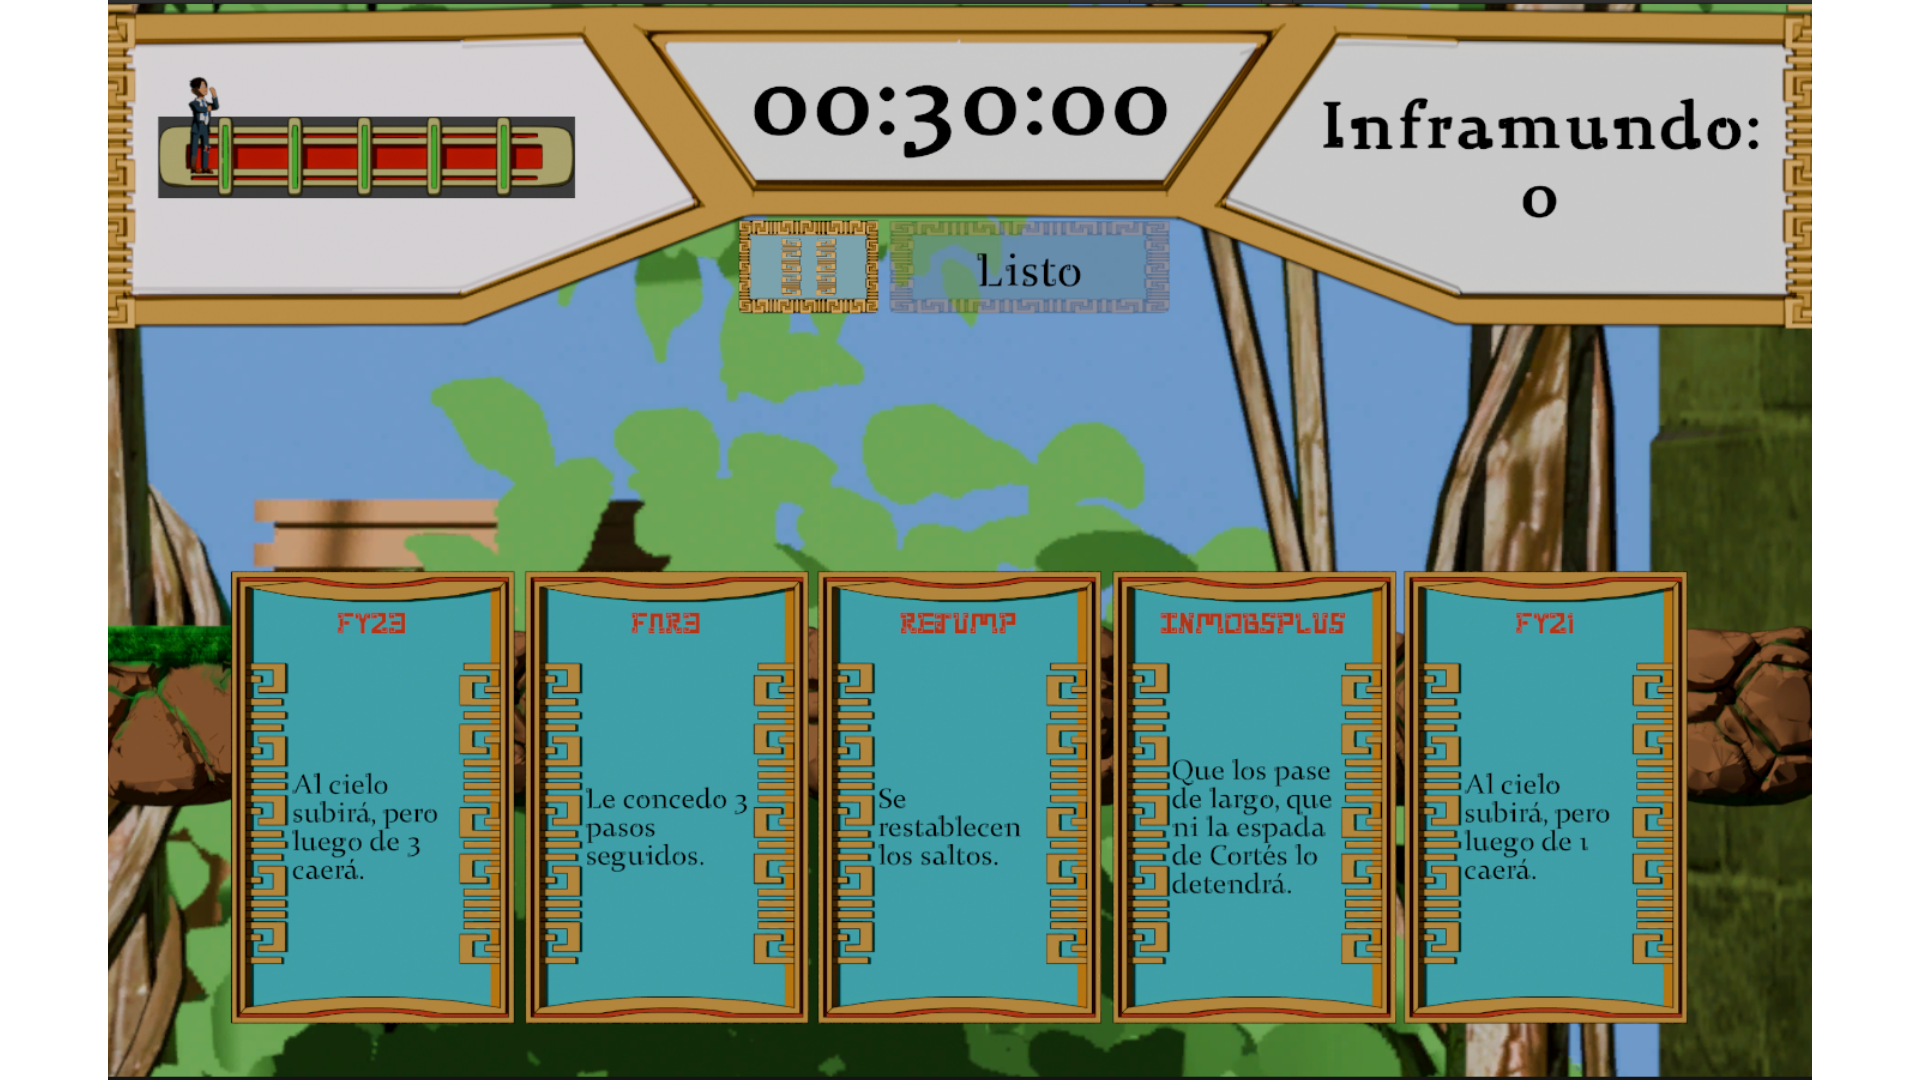 00:30:00
Inframundo:
0
Listo
FY23
FNR3
REJUMP
INMOBSPLUS
FY21
Al cielo
subirá, pero
luego de 3
caerá.
Le concedo 3
pasos
seguidos.
Se
restablecen
los saltos.
Que los pase
de largo, que
ni la espada
de Cortés lo
detendrá.
Al cielo
subirá, pero
luego de 1
caerá.